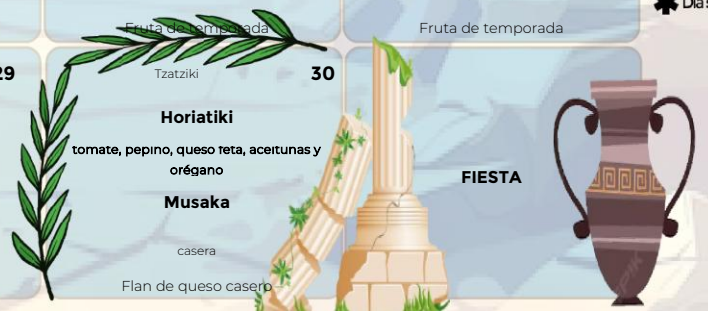 Fruta de temporada
Fruta de temporada
Día
29
Tzatziki
30
Horiatiki
tomate, pepino, queso feta, aceitunas y
orégano
Musaka
FIESTA
casera
Flan de queso casero